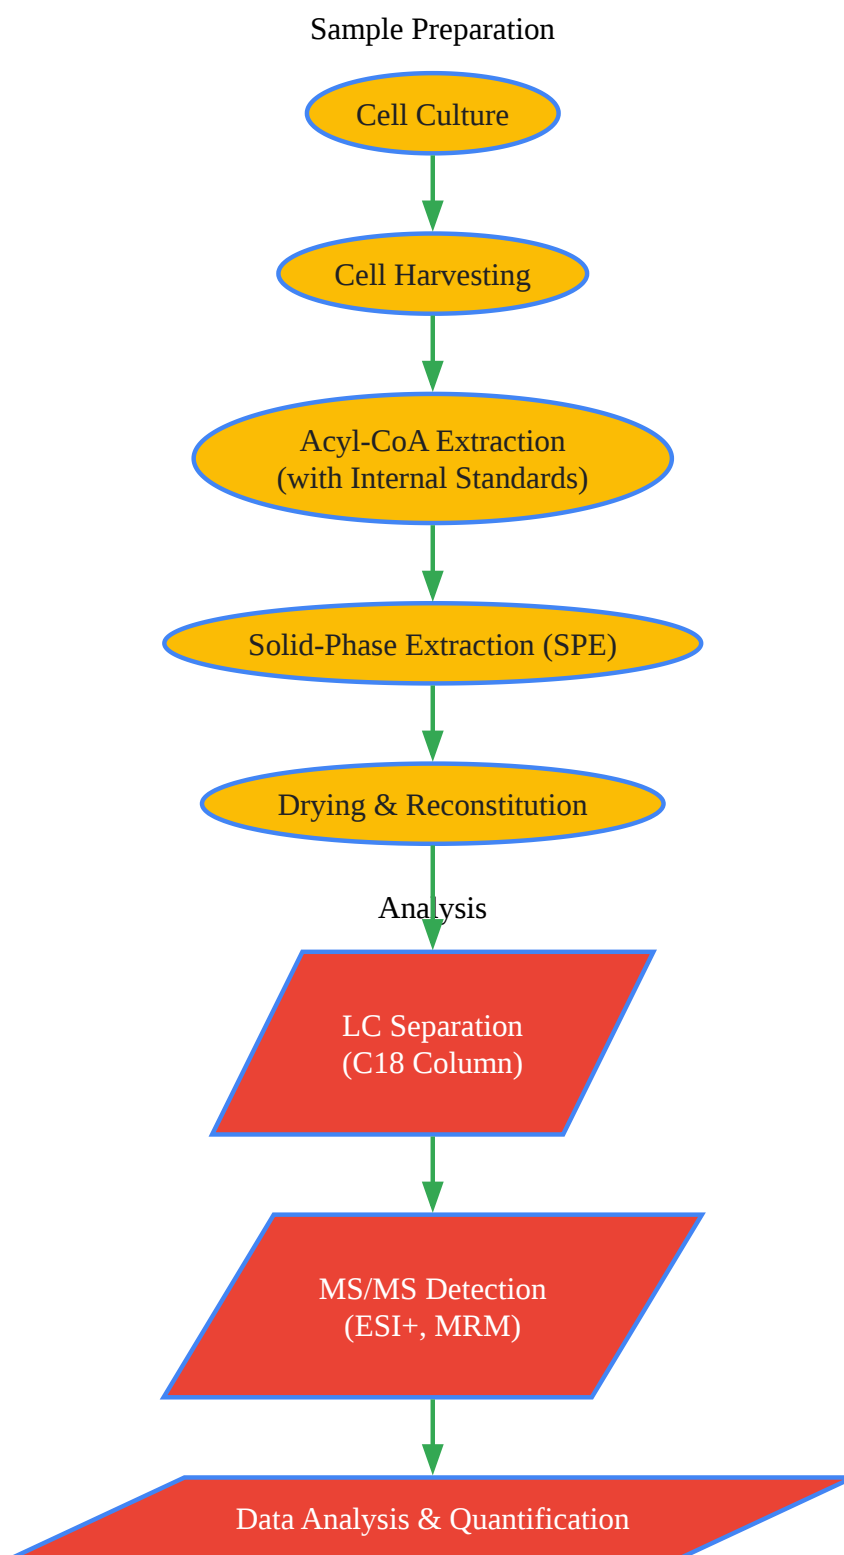 Sample Preparation
Cell Culture
Cell Harvesting
Acyl-CoA Extraction
(with Internal Standards)
Solid-Phase Extraction (SPE)
Drying & Reconstitution
Analysis
LC Separation
(C18 Column)
MS/MS Detection
(ESI+, MRM)
Data Analysis & Quantification